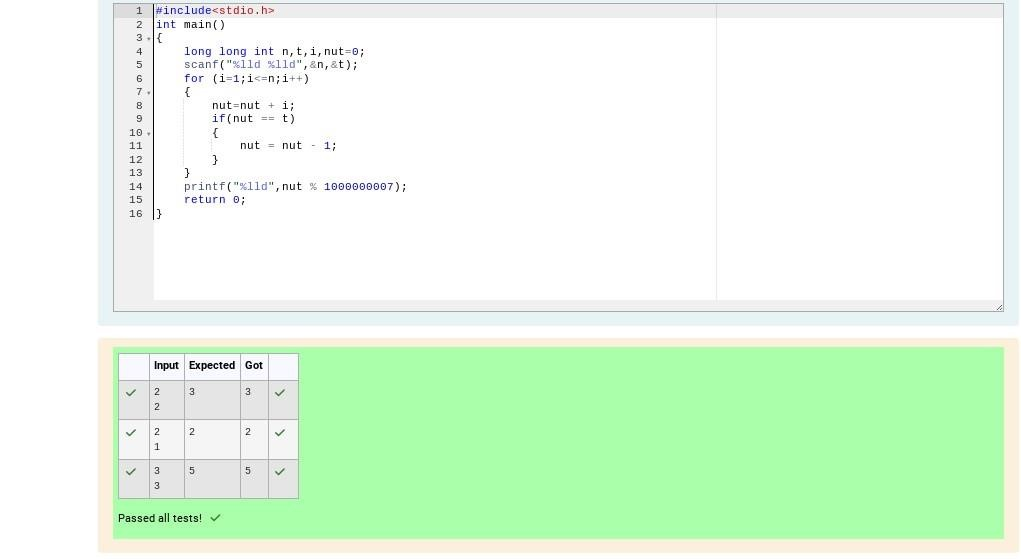 1 #include<stdio.h>
2 int main()
3 {
4 long long int n,t,i,nut=0;
5 scanf("%lld %lld",&n,&t);
6 for (i=1;i<=n;i++)
7 {
8 nut=nut + i;
9 if(nut == t)
10 {
11 nut = nut - 1;
12 }
13 }
14 printf("%lld",nut % 1000000007);
15 return 0;
16 }
Input Expected Got
2 3 3
2
2 2 2
1
3 5 5
3
Passed all tests!